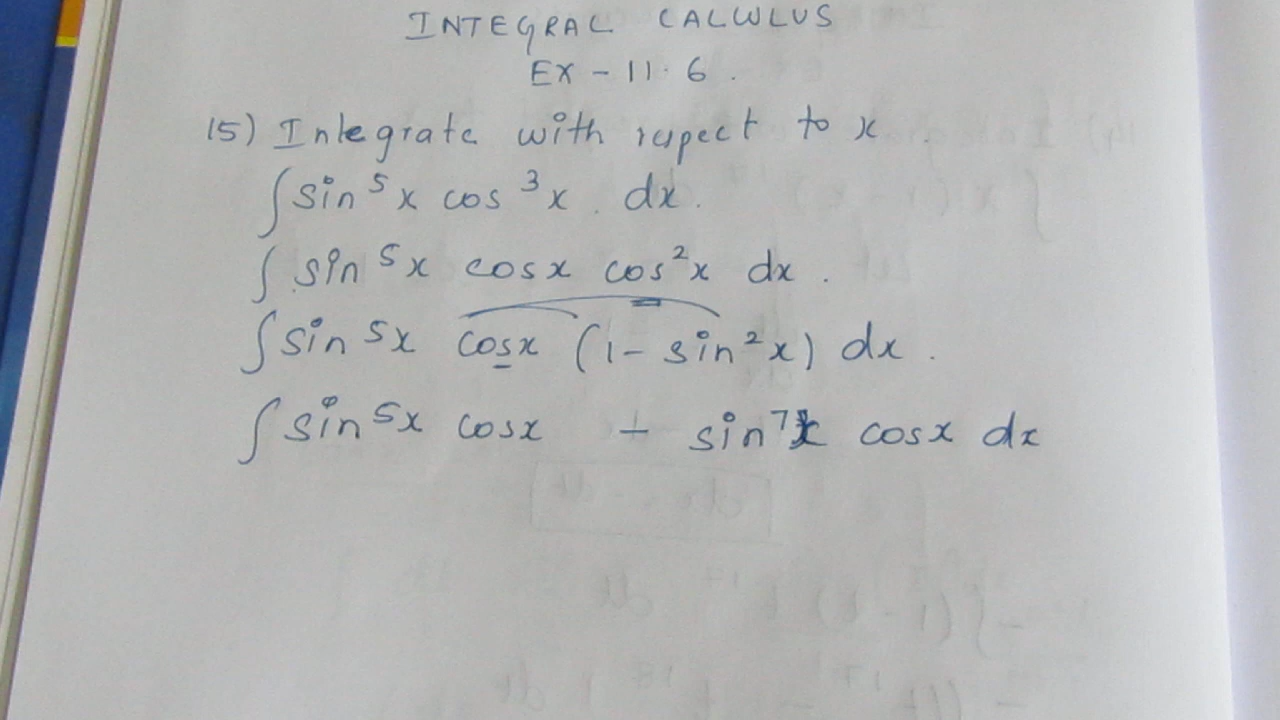 INTEGRAL CALCULUS
EX - 11.6.
15) Integrate with respect to x.
∫ sin⁵x cos³x. dx.
∫ sin⁵x cosx cos²x dx.
∫ sin⁵x cosx (1 - sin²x) dx.
∫ sin⁵x cosx + sin⁷x cosx dx